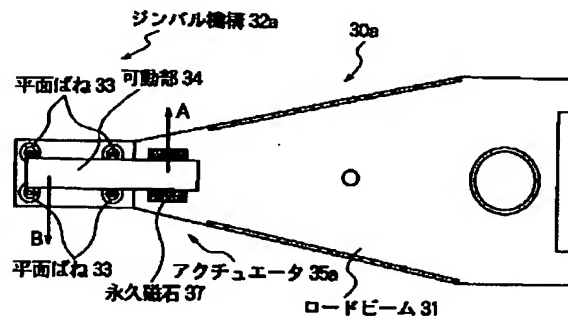 ジンバル機構 32a
30a
平面ばね 33
可動部 34
A
B
平面ばね 33
アクチュエータ 35a
永久磁石 37
ロードビーム 31